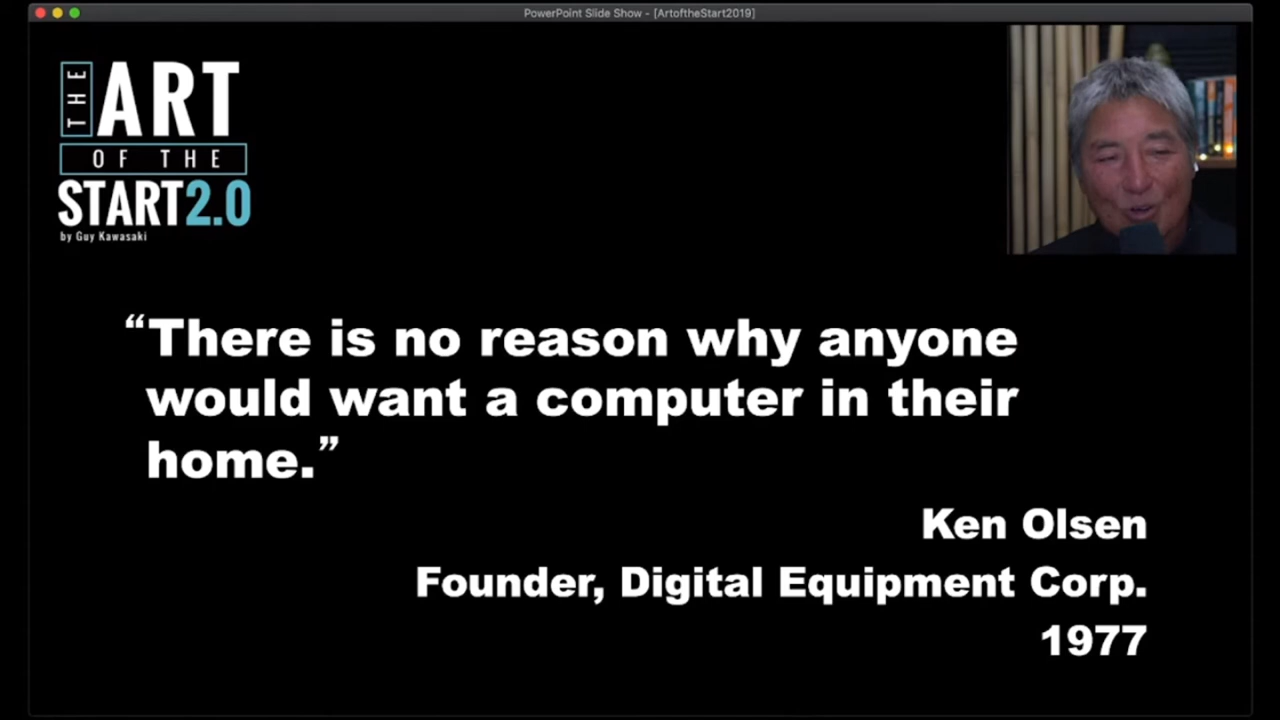 PowerPoint Slide Show - [ArtoftheStart2019]
THE ART
OF THE
START2.0
by Guy Kawasaki
“There is no reason why anyone
would want a computer in their
home.”
Ken Olsen
Founder, Digital Equipment Corp.
1977